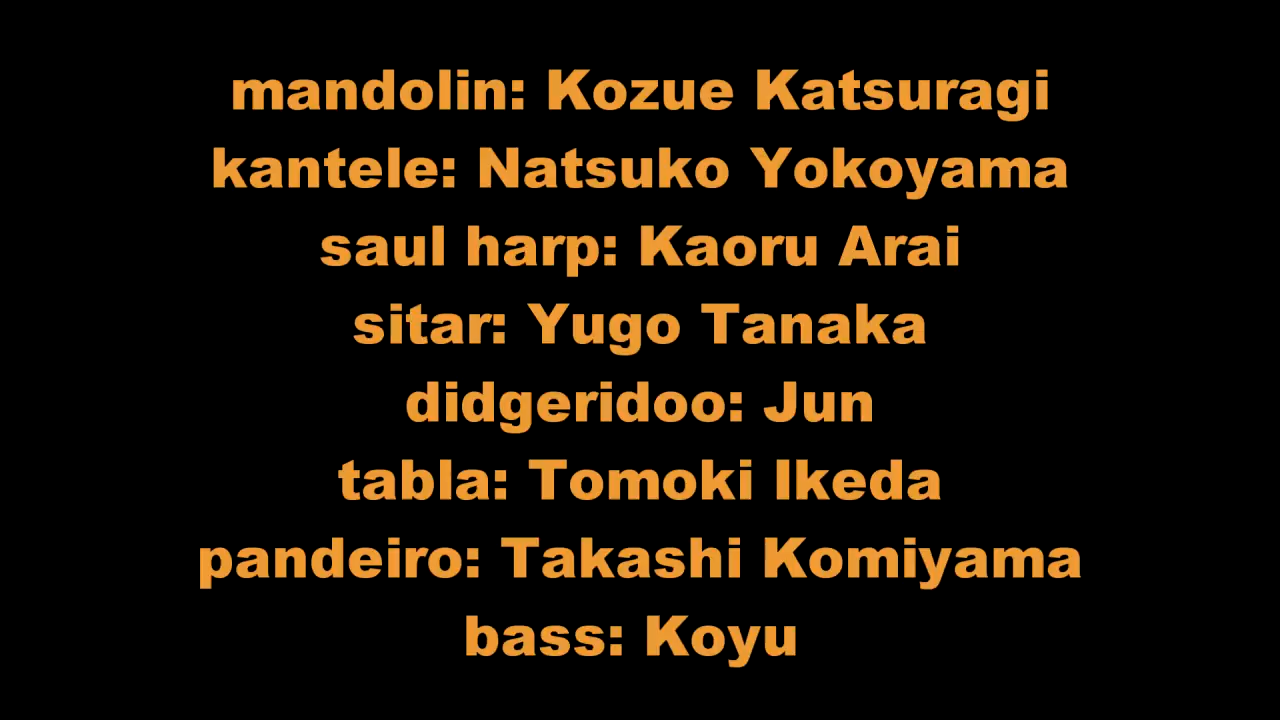 mandolin: Kozue Katsuragi
kantele: Natsuko Yokoyama
saul harp: Kaoru Arai
sitar: Yugo Tanaka
didgeridoo: Jun
tabla: Tomoki Ikeda
pandeiro: Takashi Komiyama
bass: Koyu